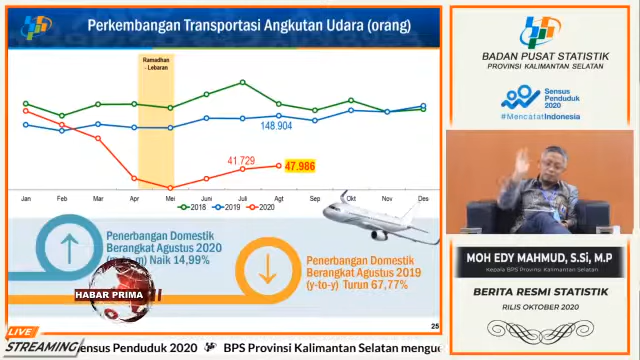 Perkembangan Transportasi Angkutan Udara (orang)
Ramadhan
- Lebaran
148.904
41.729
47.986
Jan Feb Mar Apr Mei Jun Jul Agt Sep Okt Nov Des
2018 2019 2020
Penerbangan Domestik
Berangkat Agustus 2020
(m-to-m) Naik 14,99%
Penerbangan Domestik
Berangkat Agustus 2019
(y-to-y) Turun 67,77%
HABAR PRIMA
25
BADAN PUSAT STATISTIK
PROVINSI KALIMANTAN SELATAN
Sensus
Penduduk
2020
#MencatatIndonesia
MOH EDY MAHMUD, S.Si, M.P
Kepala BPS Provinsi Kalimantan Selatan
BERITA RESMI STATISTIK
RILIS OKTOBER 2020
LIVE
STREAMING
Sensus Penduduk 2020 BPS Provinsi Kalimantan Selatan mengu